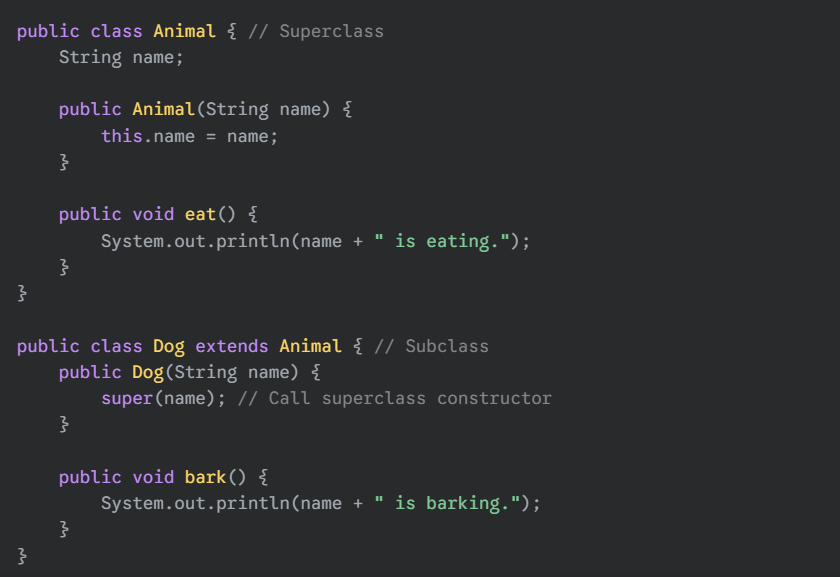 public class Animal { // Superclass
    String name;

    public Animal(String name) {
        this.name = name;
    }

    public void eat() {
        System.out.println(name + " is eating.");
    }
}

public class Dog extends Animal { // Subclass
    public Dog(String name) {
        super(name); // Call superclass constructor
    }

    public void bark() {
        System.out.println(name + " is barking.");
    }
}